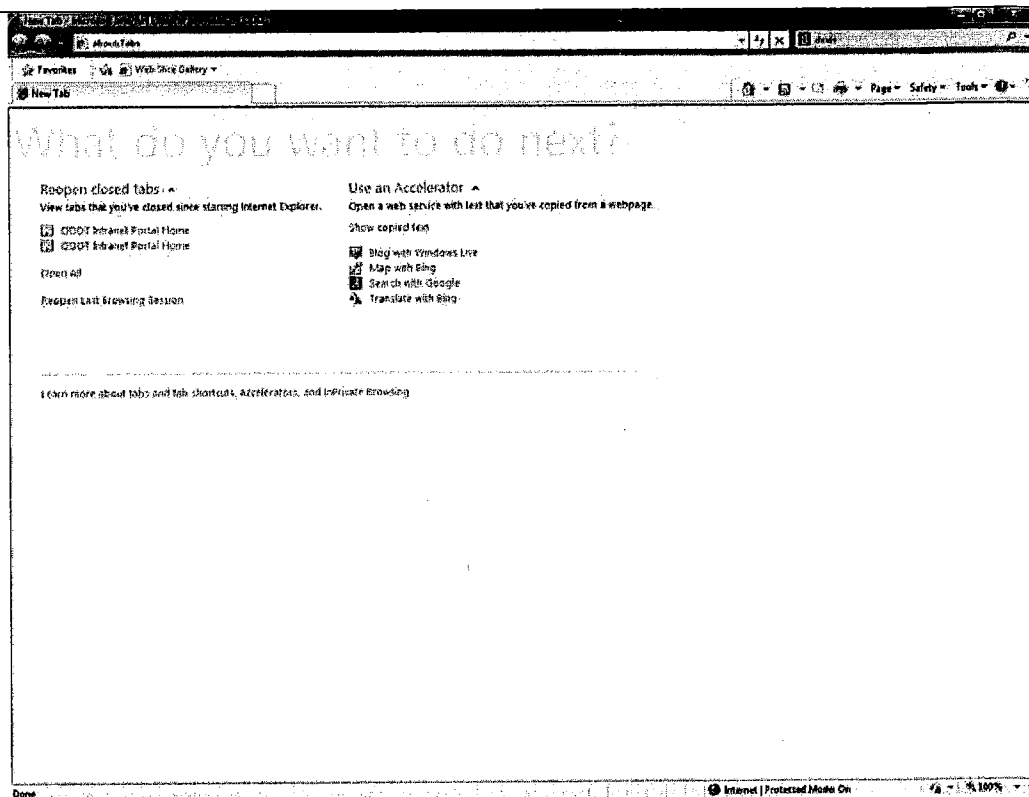 about:Tabs
Favorites Web Slice Gallery
New Tab
Page Safety Tools
What do you want to do next?
Reopen closed tabs
View tabs that you've closed since starting Internet Explorer.
ODOT Intranet Portal Home
ODOT Intranet Portal Home
Open All
Reopen Last Browsing Session
Use an Accelerator
Open a web service with text that you've copied from a webpage.
Show copied text
Blog with Windows Live
Map with Bing
Search with Google
Translate with Bing
Learn more about tabs and tab shortcuts, Accelerators, and InPrivate Browsing
Done
Internet | Protected Mode: On
100%